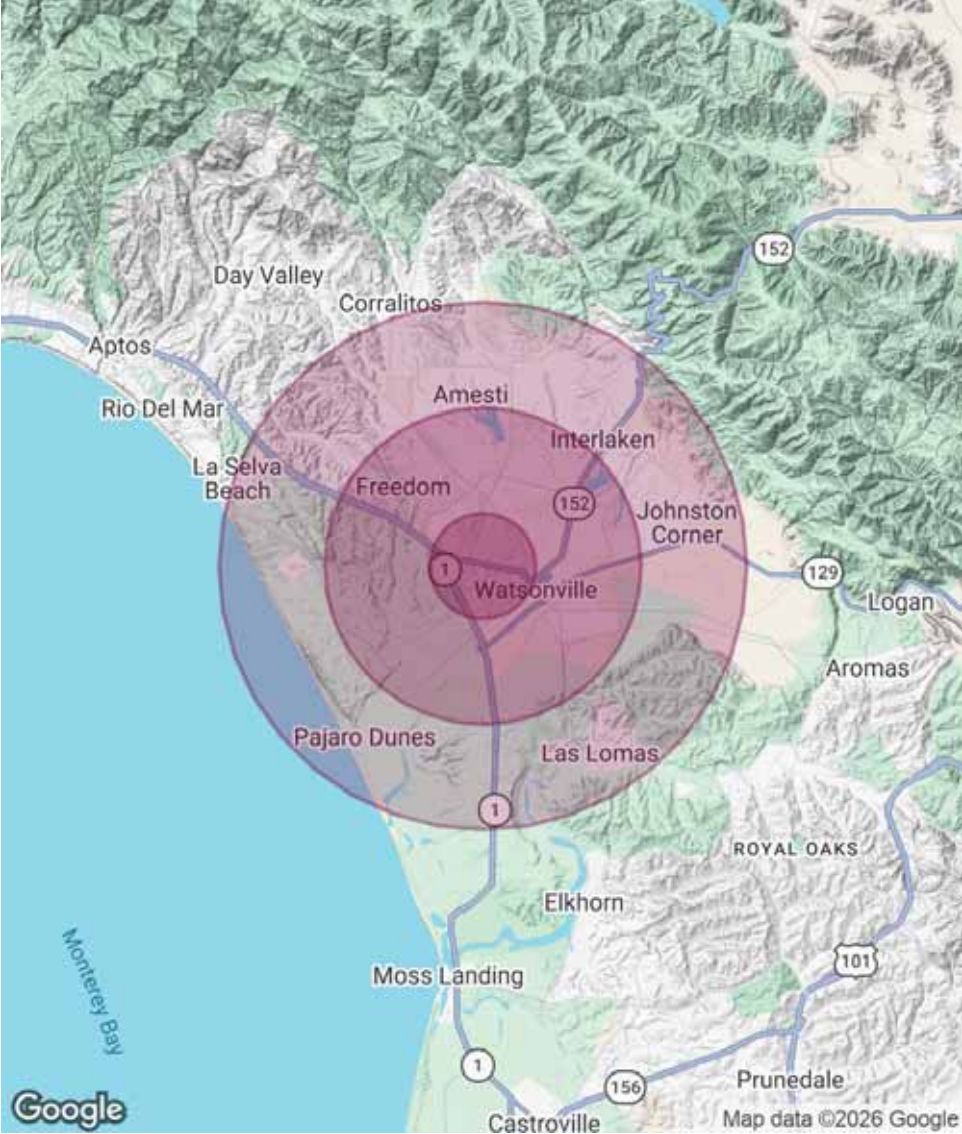 152
Day Valley
Corralitos
Aptos
Amesti
Rio Del Mar
Interlaken
La Selva
Beach
Freedom
152
Johnston
Corner
1
Watsonville
129
Logan
Aromas
Pajaro Dunes
Las Lomas
1
ROYAL OAKS
Elkhorn
Monterey Bay
101
Moss Landing
1
156
Prunedale
Google
Castroville
Map data ©2026 Google